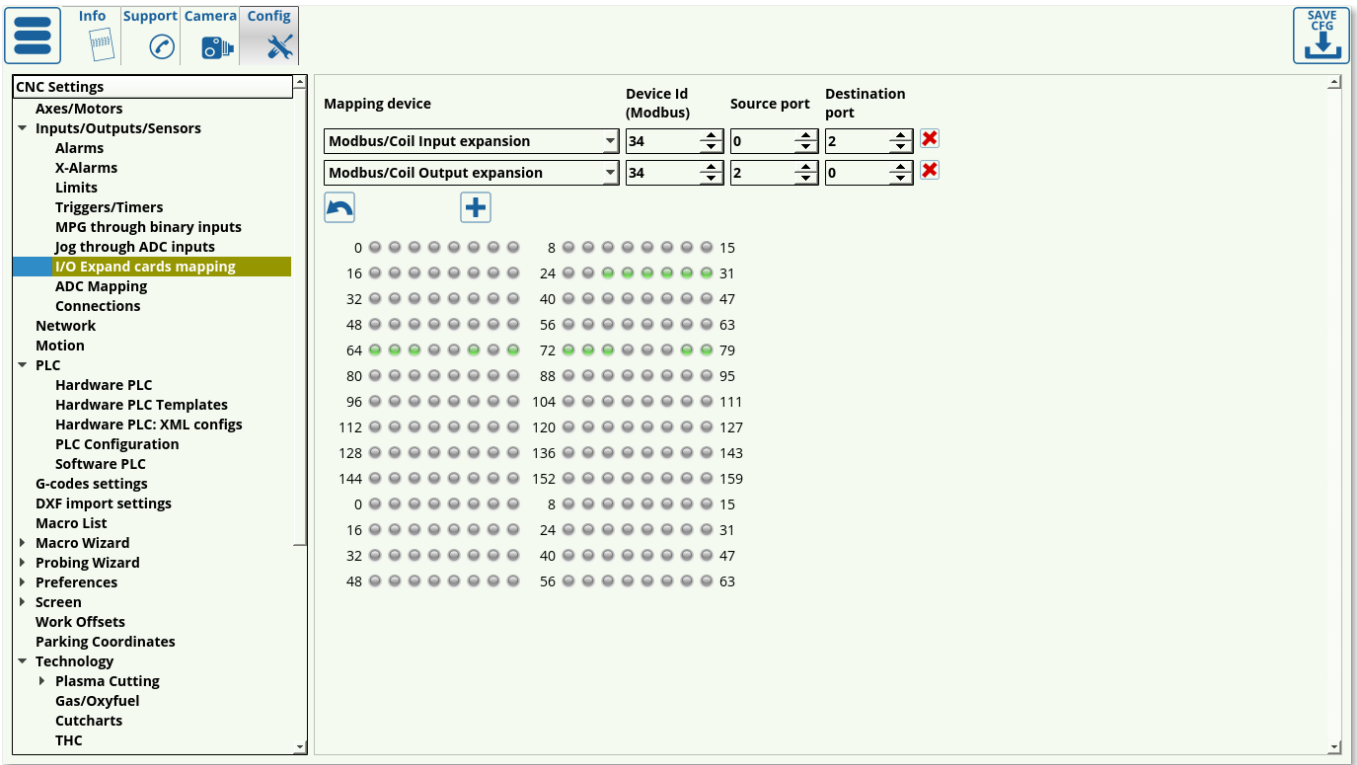 Info Support Camera Config
SAVE
CFG
CNC Settings
Axes/Motors
Inputs/Outputs/Sensors
Alarms
X-Alarms
Limits
Triggers/Timers
MPG through binary inputs
Jog through ADC inputs
I/O Expand cards mapping
ADC Mapping
Connections
Network
Motion
PLC
Hardware PLC
Hardware PLC Templates
Hardware PLC: XML configs
PLC Configuration
Software PLC
G-codes settings
DXF import settings
Macro List
Macro Wizard
Probing Wizard
Preferences
Screen
Work Offsets
Parking Coordinates
Technology
Plasma Cutting
Gas/Oxyfuel
Cutcharts
THC
Mapping device
Device Id
(Modbus)
Source port
Destination
port
Modbus/Coil Input expansion 34 0 2
Modbus/Coil Output expansion 34 2 0
0 8 15
16 24 31
32 40 47
48 56 63
64 72 79
80 88 95
96 104 111
112 120 127
128 136 143
144 152 159
0 8 15
16 24 31
32 40 47
48 56 63